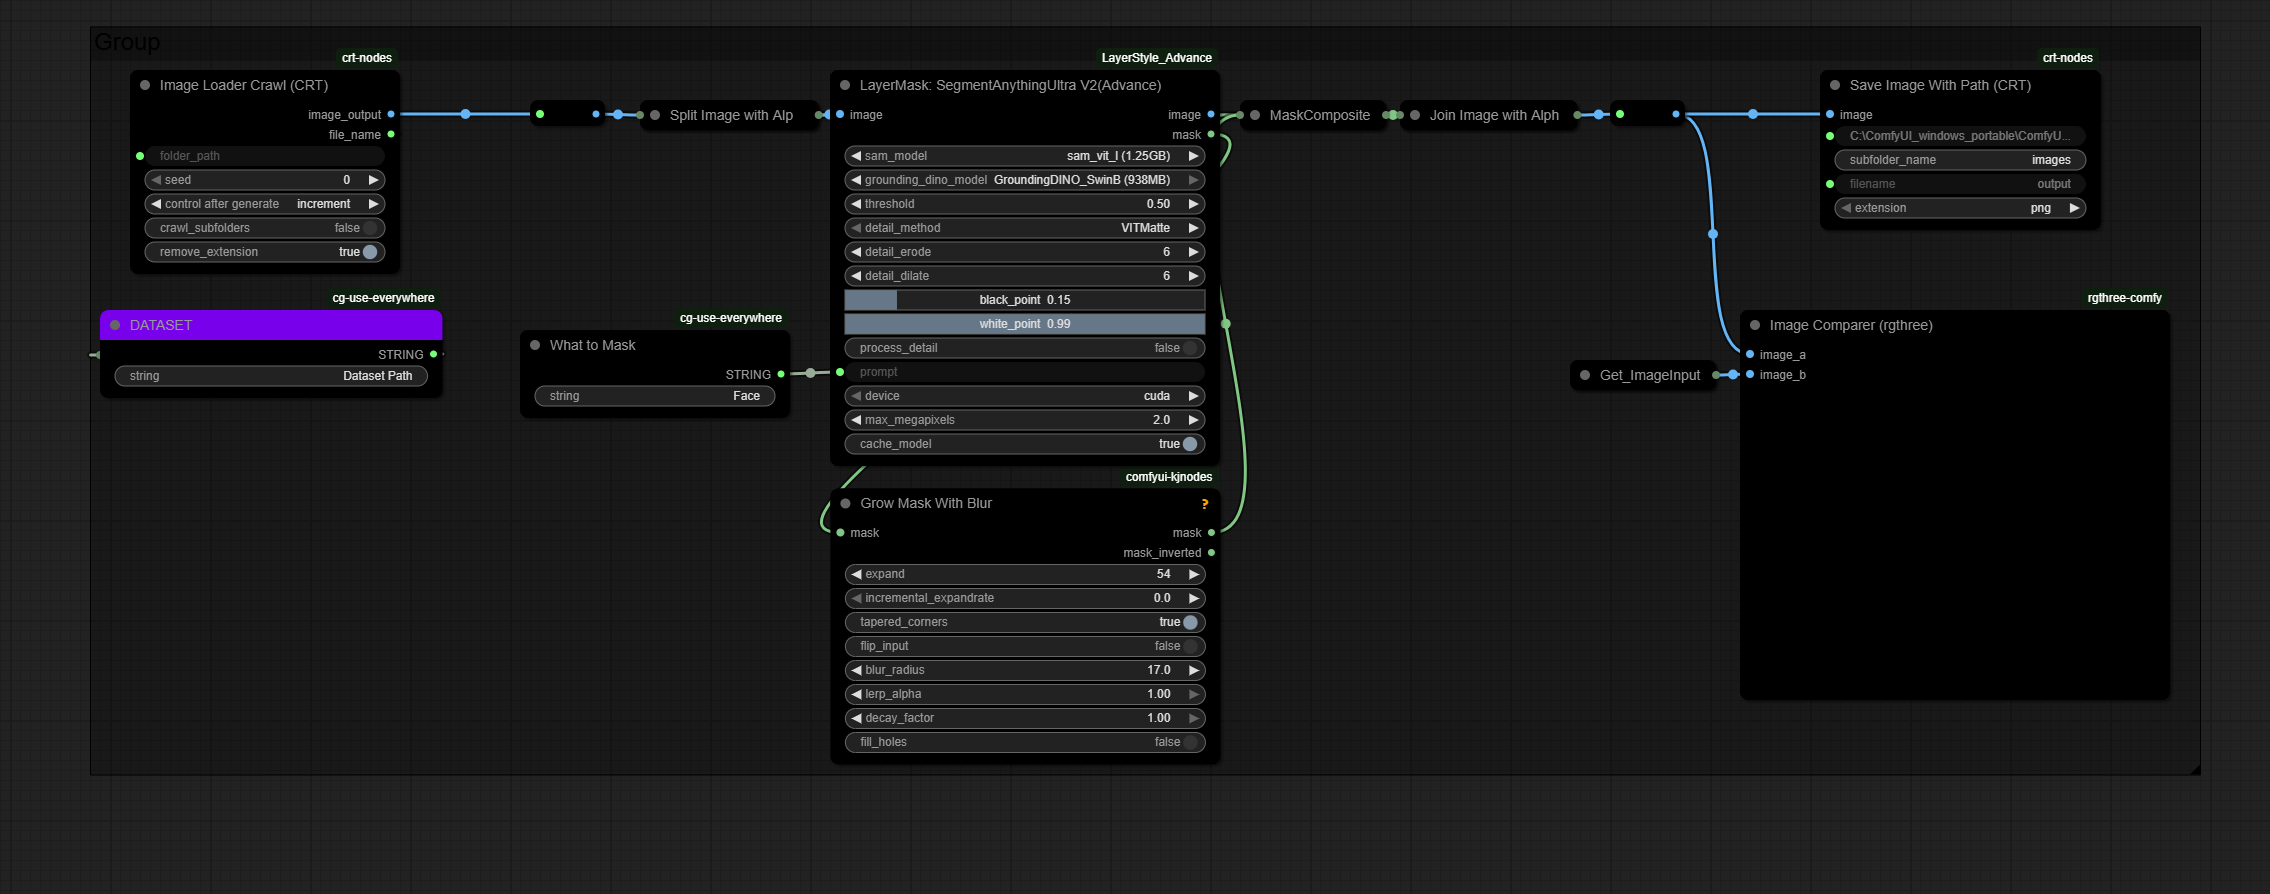 Group
crt-nodes
Image Loader Crawl (CRT)
image_output
file_name
folder_path
seed 0
control after generate increment
crawl_subfolders false
remove_extension true
cg-use-everywhere
DATASET
STRING
string Dataset Path
cg-use-everywhere
What to Mask
STRING
string Face
Split Image with Alp
LayerStyle_Advance
LayerMask: SegmentAnythingUltra V2(Advance)
image image
mask
sam_model sam_vit_l (1.25GB)
grounding_dino_model GroundingDINO_SwinB (938MB)
threshold 0.50
detail_method VITMatte
detail_erode 6
detail_dilate 6
black_point 0.15
white_point 0.99
process_detail false
prompt
device cuda
max_megapixels 2.0
cache_model true
comfyui-kjnodes
Grow Mask With Blur ?
mask mask
mask_inverted
expand 54
incremental_expandrate 0.0
tapered_corners true
flip_input false
blur_radius 17.0
lerp_alpha 1.00
decay_factor 1.00
fill_holes false
MaskComposite
Join Image with Alph
crt-nodes
Save Image With Path (CRT)
image
C:\ComfyUI_windows_portable\ComfyU...
subfolder_name images
filename output
extension png
rgthree-comfy
Image Comparer (rgthree)
image_a
image_b
Get_ImageInput